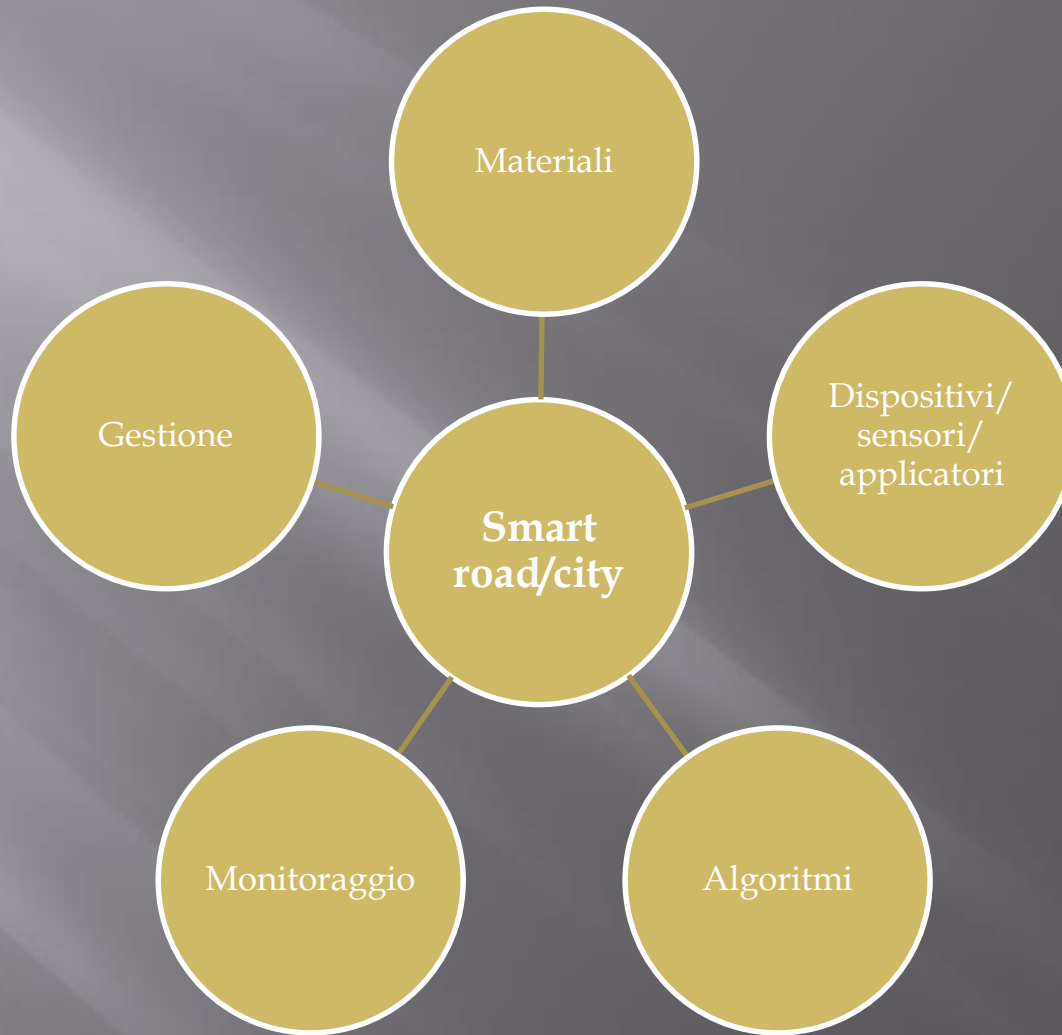 Materiali
Dispositivi/
sensori/
applicatori
Gestione
Smart
road/city
Monitoraggio
Algoritmi